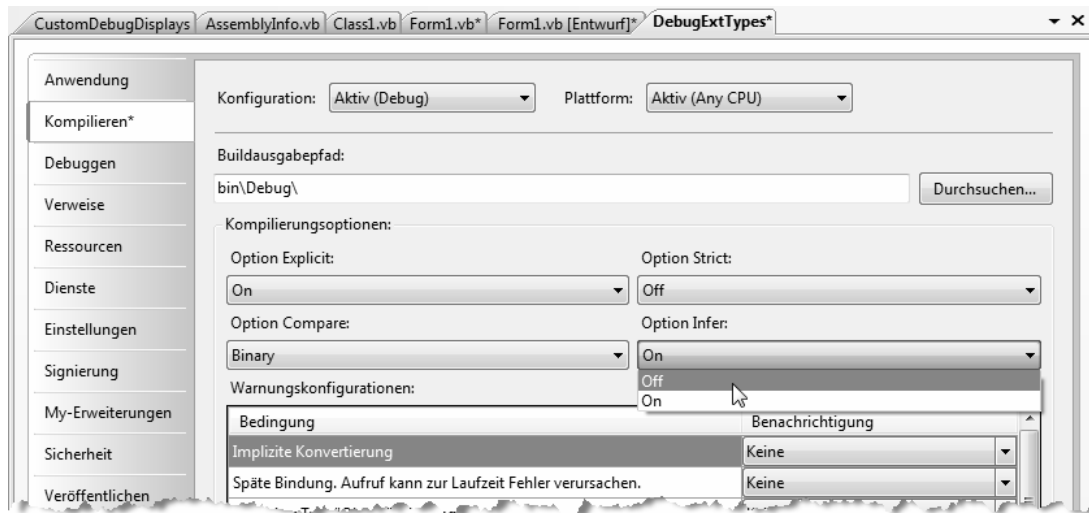 CustomDebugDisplays AssemblyInfo.vb Class1.vb Form1.vb* Form1.vb [Entwurf]* DebugExtTypes*
Anwendung
Kompilieren*
Debuggen
Verweise
Ressourcen
Dienste
Einstellungen
Signierung
My-Erweiterungen
Sicherheit
Veröffentlichen
Konfiguration: Aktiv (Debug) Plattform: Aktiv (Any CPU)
Buildausgabepfad:
bin\Debug\ Durchsuchen...
Kompilierungsoptionen:
Option Explicit: Option Strict:
On Off
Option Compare: Option Infer:
Binary On
Off
On
Warnungskonfigurationen:
Bedingung Benachrichtigung
Implizite Konvertierung Keine
Späte Bindung. Aufruf kann zur Laufzeit Fehler verursachen. Keine